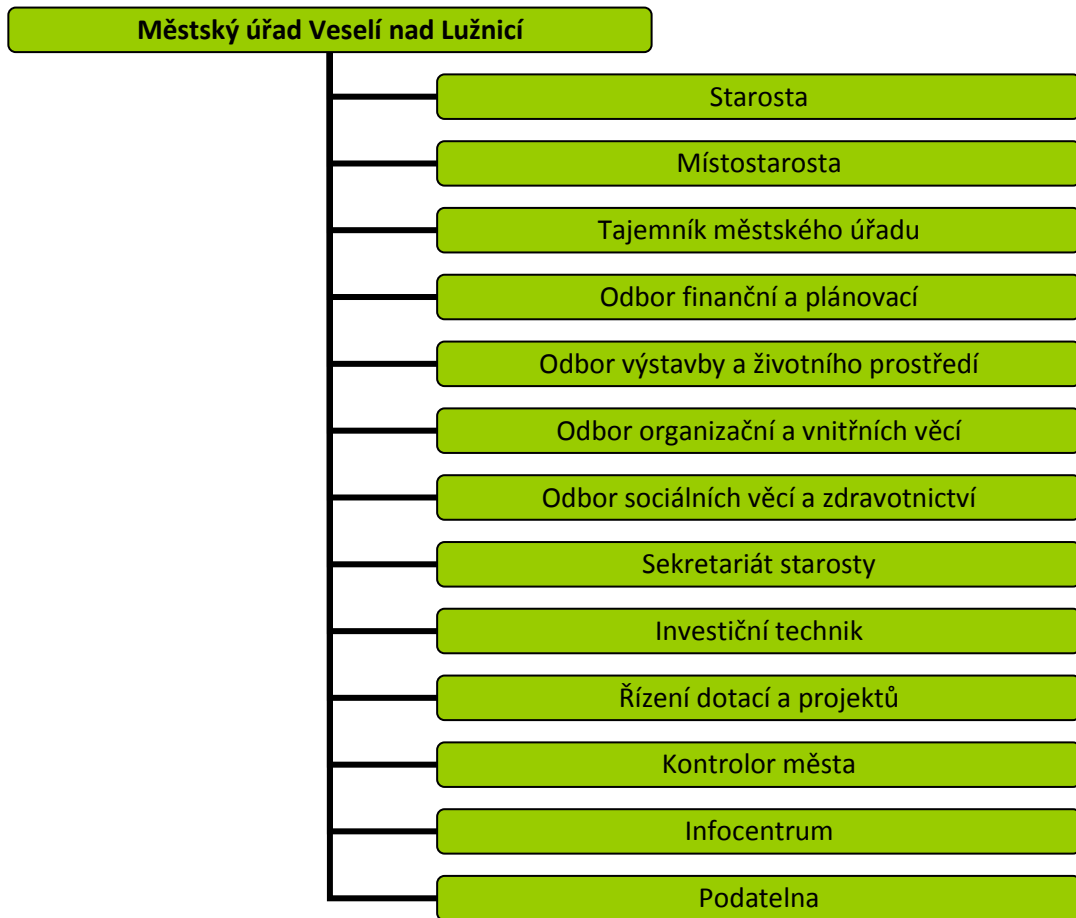 Městský úřad Veselí nad Lužnicí
Starosta
Místostarosta
Tajemník městského úřadu
Odbor finanční a plánovací
Odbor výstavby a životního prostředí
Odbor organizační a vnitřních věcí
Odbor sociálních věcí a zdravotnictví
Sekretariát starosty
Investiční technik
Řízení dotací a projektů
Kontrolor města
Infocentrum
Podatelna